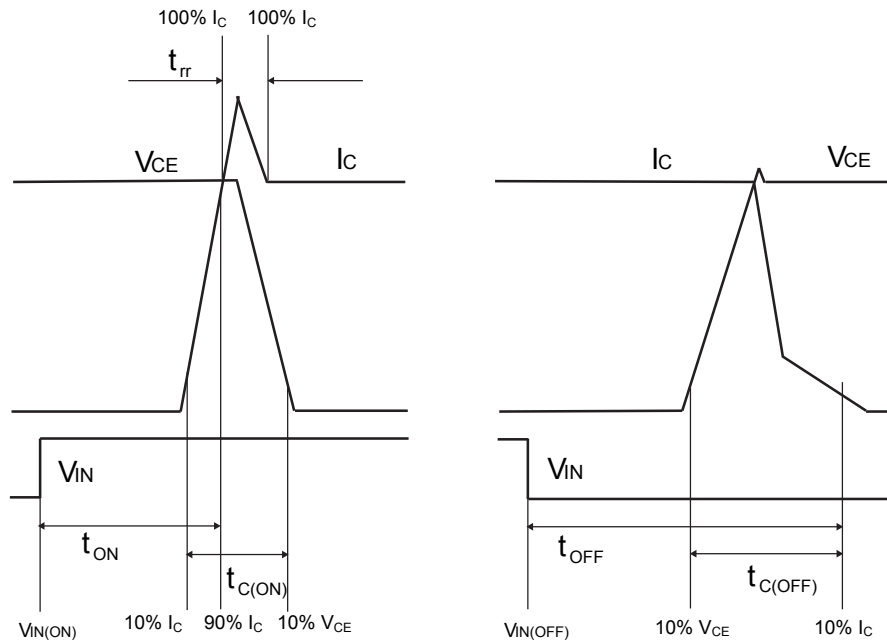 100% IC 100% IC
trr
VCE IC IC VCE
VIN VIN
tON tOFF
tC(ON) tC(OFF)
VIN(ON) 10% IC 90% IC 10% VCE VIN(OFF) 10% VCE 10% IC